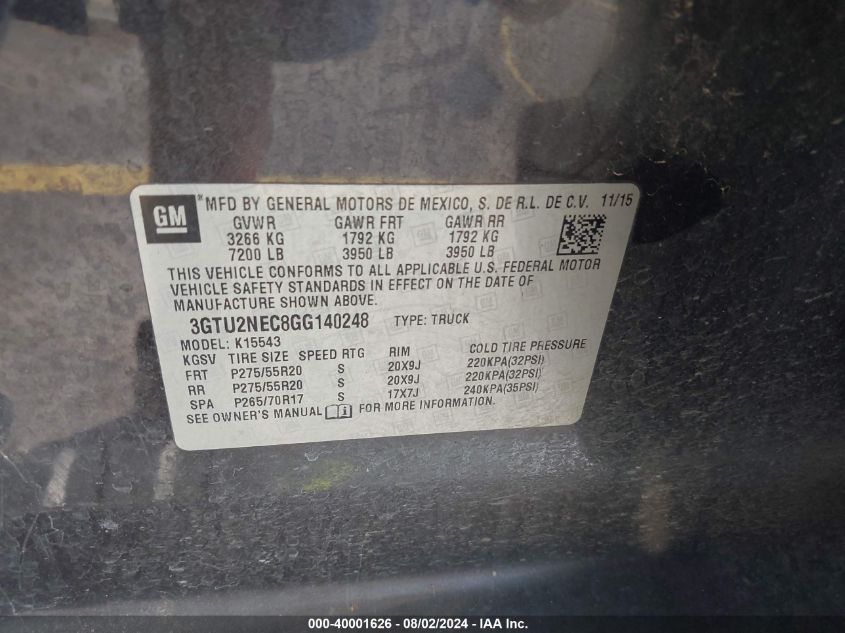 GM MFD BY GENERAL MOTORS DE MEXICO, S. DE R.L. DE C.V. 11/15
GVWR GAWR FRT GAWR RR
3266 KG 1792 KG 1792 KG
7200 LB 3950 LB 3950 LB
THIS VEHICLE CONFORMS TO ALL APPLICABLE U.S. FEDERAL MOTOR
VEHICLE SAFETY STANDARDS IN EFFECT ON THE DATE OF
MANUFACTURE SHOWN ABOVE.
3GTU2NEC8GG140248 TYPE: TRUCK
MODEL: K15543
KGSV TIRE SIZE SPEED RTG RIM COLD TIRE PRESSURE
FRT P275/55R20 S 20X9J 220KPA(32PSI)
RR P275/55R20 S 20X9J 220KPA(32PSI)
SPA P265/70R17 S 17X7J 240KPA(35PSI)
SEE OWNER'S MANUAL FOR MORE INFORMATION.
000-40001626 - 08/02/2024 - IAA Inc.